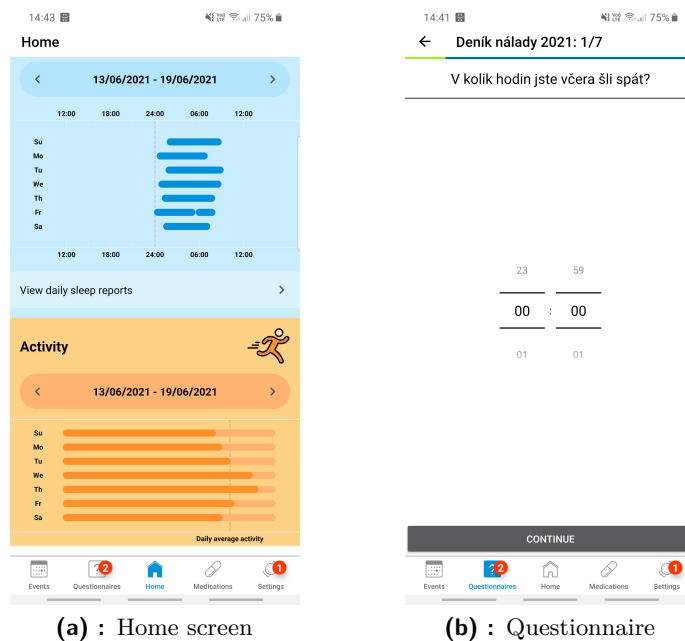 14:43 75%
Home
13/06/2021 - 19/06/2021
12:00 18:00 24:00 06:00 12:00
Su
Mo
Tu
We
Th
Fr
Sa
12:00 18:00 24:00 06:00 12:00
View daily sleep reports
Activity
13/06/2021 - 19/06/2021
Su
Mo
Tu
We
Th
Fr
Sa
Daily average activity
2 1
Events Questionnaires Home Medications Settings
(a) : Home screen
14:41 75%
Deník nálady 2021: 1/7
V kolik hodin jste včera šli spát?
23 59
00 : 00
01 01
CONTINUE
? 2 1
Events Questionnaires Home Medications Settings
(b) : Questionnaire